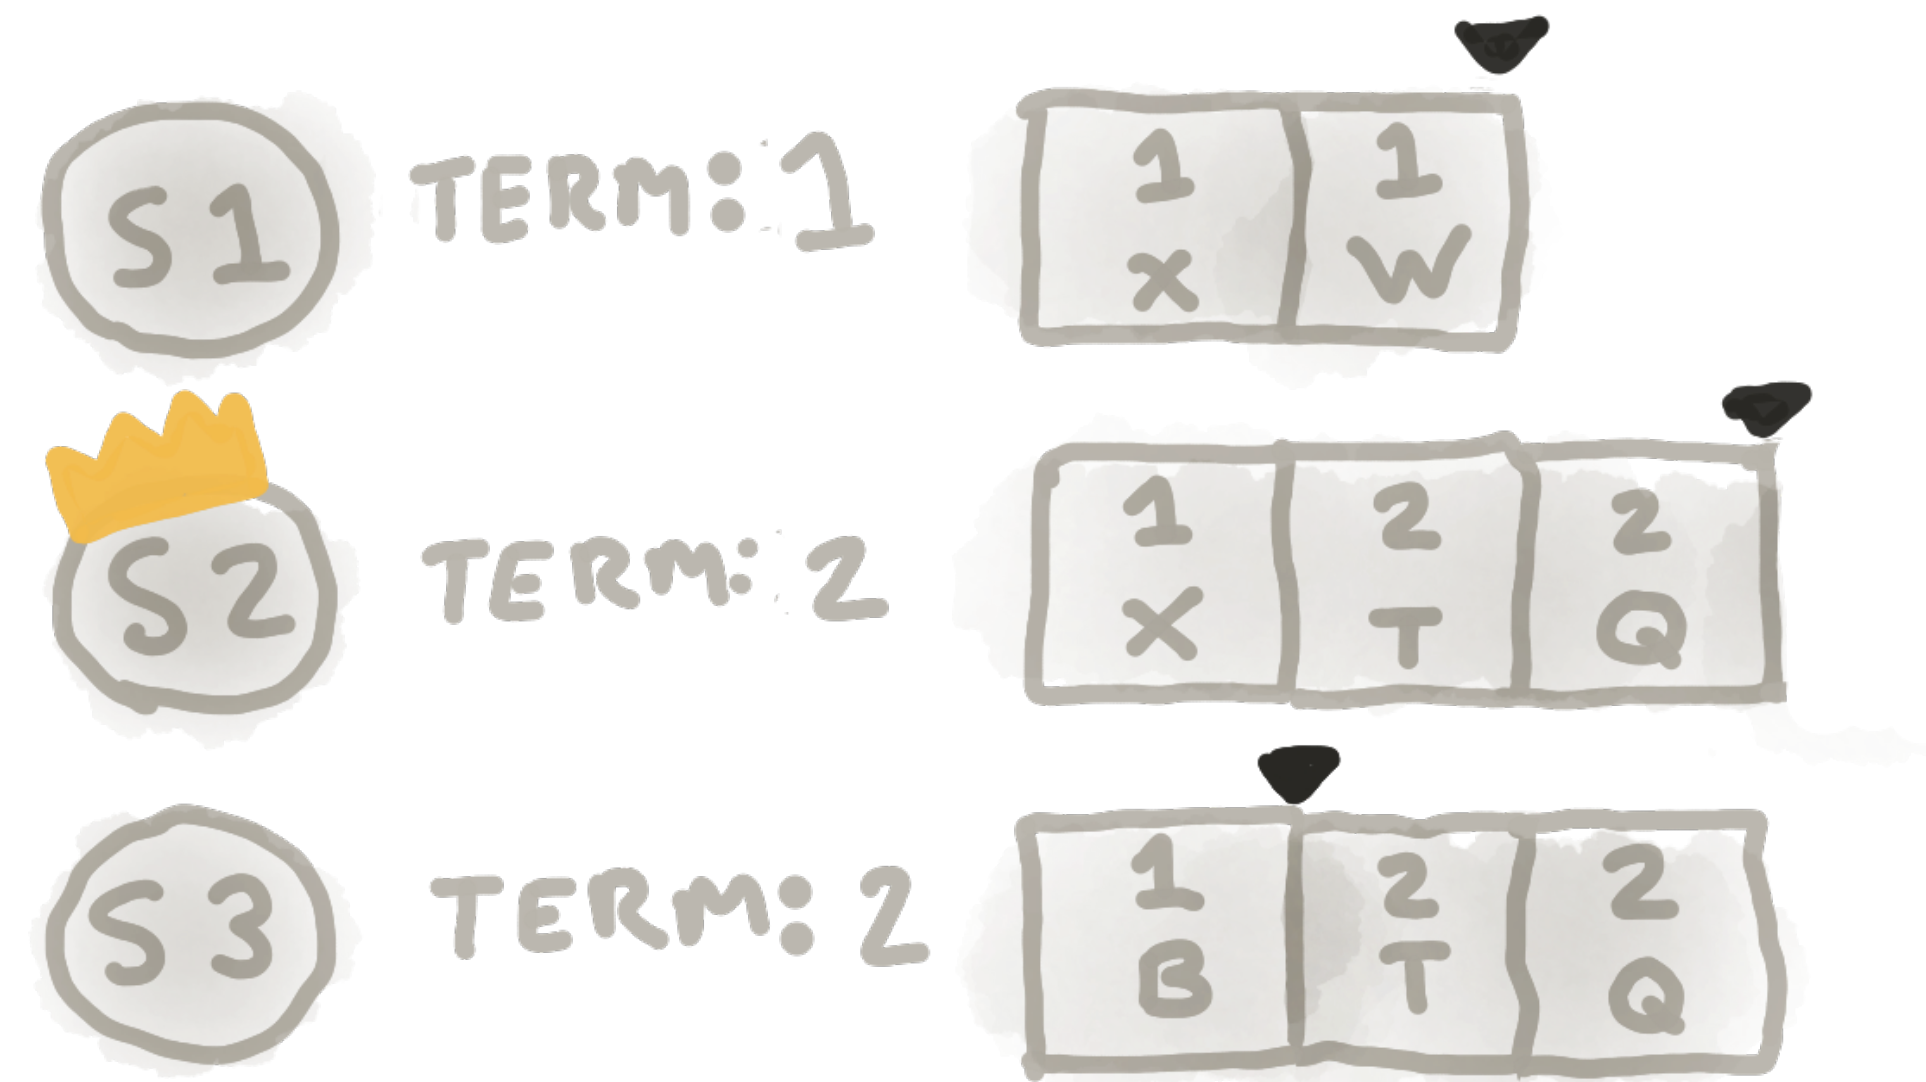 S1 TERM: 1
1 1
X W
S2 TERM: 2
1 2 2
X T Q
S3 TERM: 2
1 2 2
B T Q